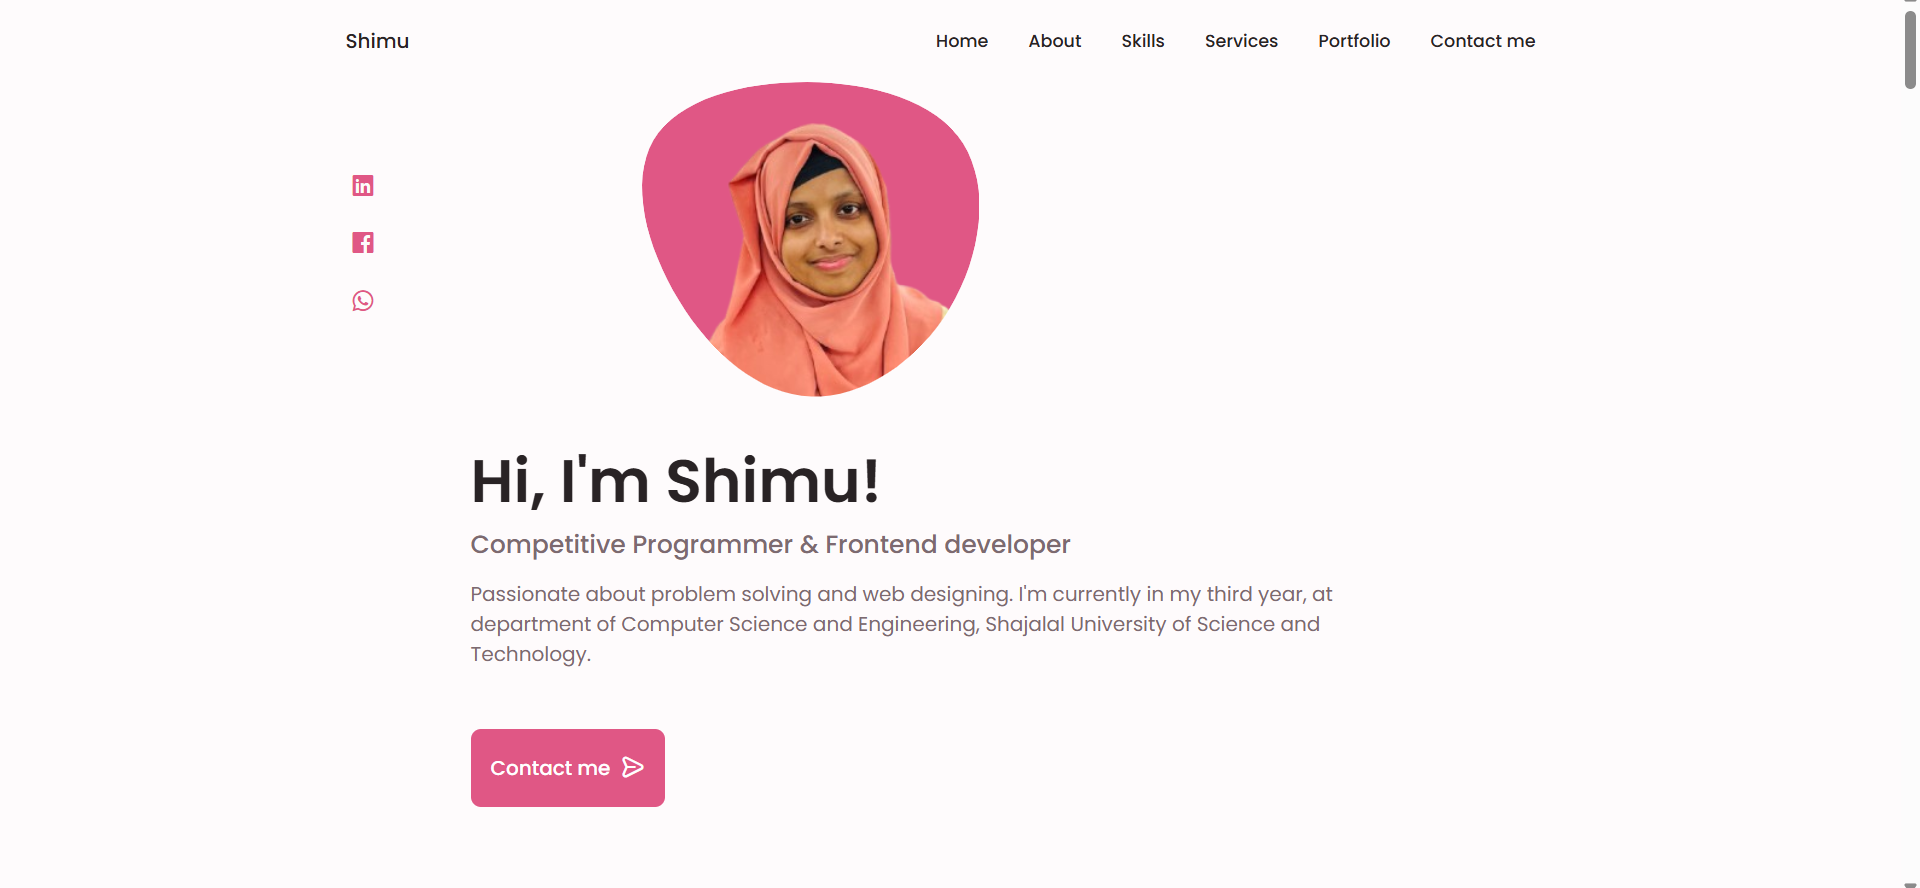 Shimu
Home About Skills Services Portfolio Contact me
Hi, I'm Shimu!
Competitive Programmer & Frontend developer
Passionate about problem solving and web designing. I'm currently in my third year, at
department of Computer Science and Engineering, Shajalal University of Science and
Technology.
Contact me